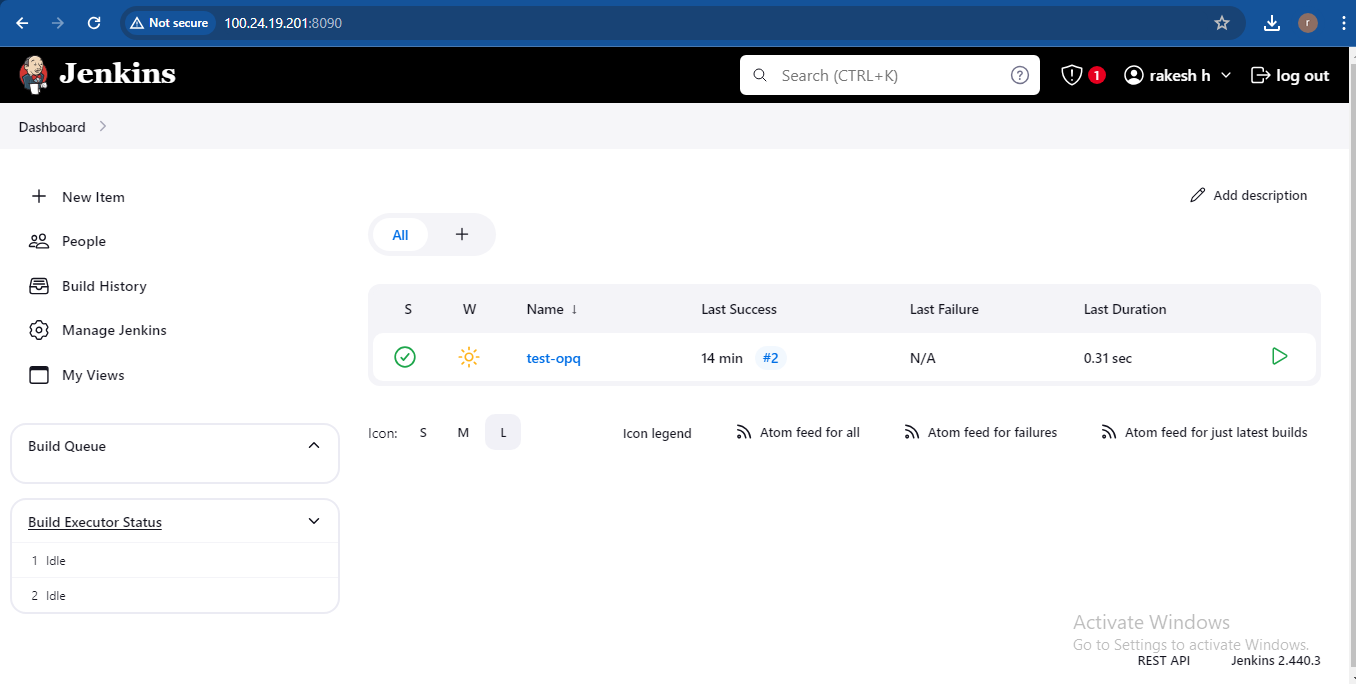 Not secure 100.24.19.201:8090 r
Jenkins Search (CTRL+K) ? 1 rakesh h log out
Dashboard
New Item
Add description
People
All +
Build History
S W Name ↓ Last Success Last Failure Last Duration
Manage Jenkins
test-opq 14 min #2 N/A 0.31 sec
My Views
Icon: S M L Icon legend Atom feed for all Atom feed for failures Atom feed for just latest builds
Build Queue
Build Executor Status
1 Idle
2 Idle
Activate Windows
Go to Settings to activate Windows.
REST API Jenkins 2.440.3